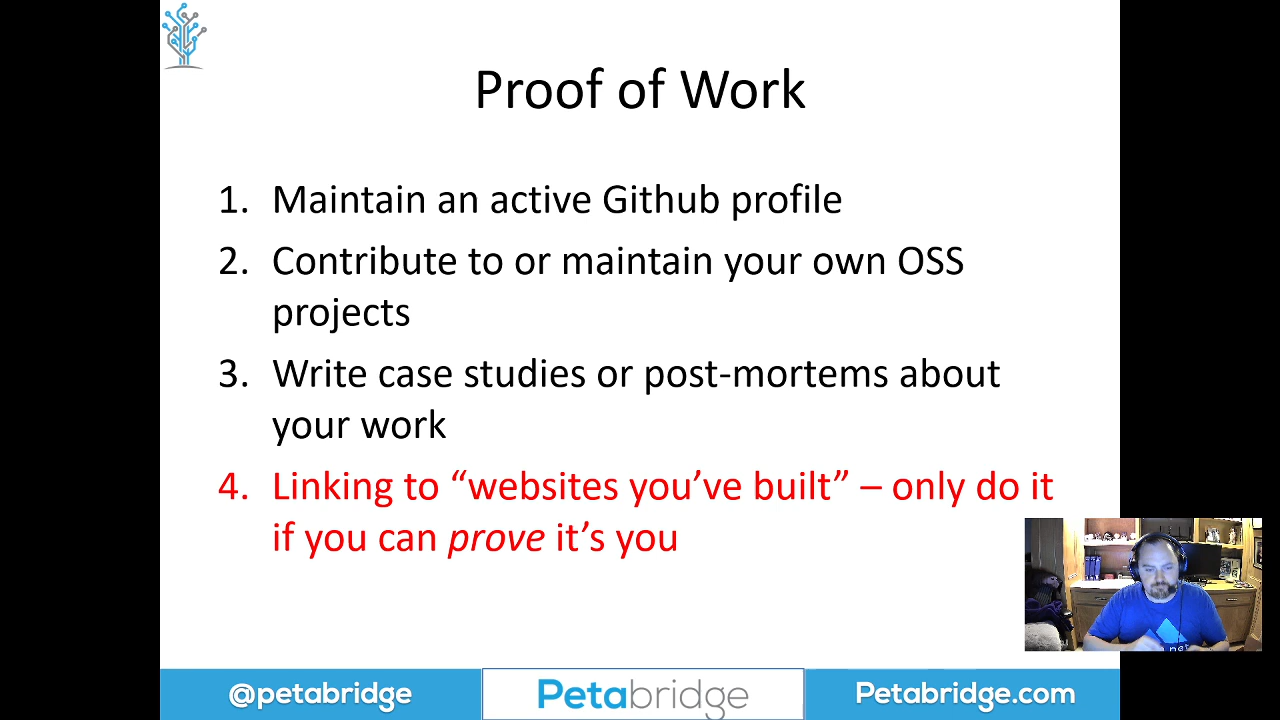 Proof of Work
1. Maintain an active Github profile
2. Contribute to or maintain your own OSS
projects
3. Write case studies or post-mortems about
your work
4. Linking to “websites you’ve built” – only do it
if you can prove it’s you
@petabridge
Petabridge
Petabridge.com